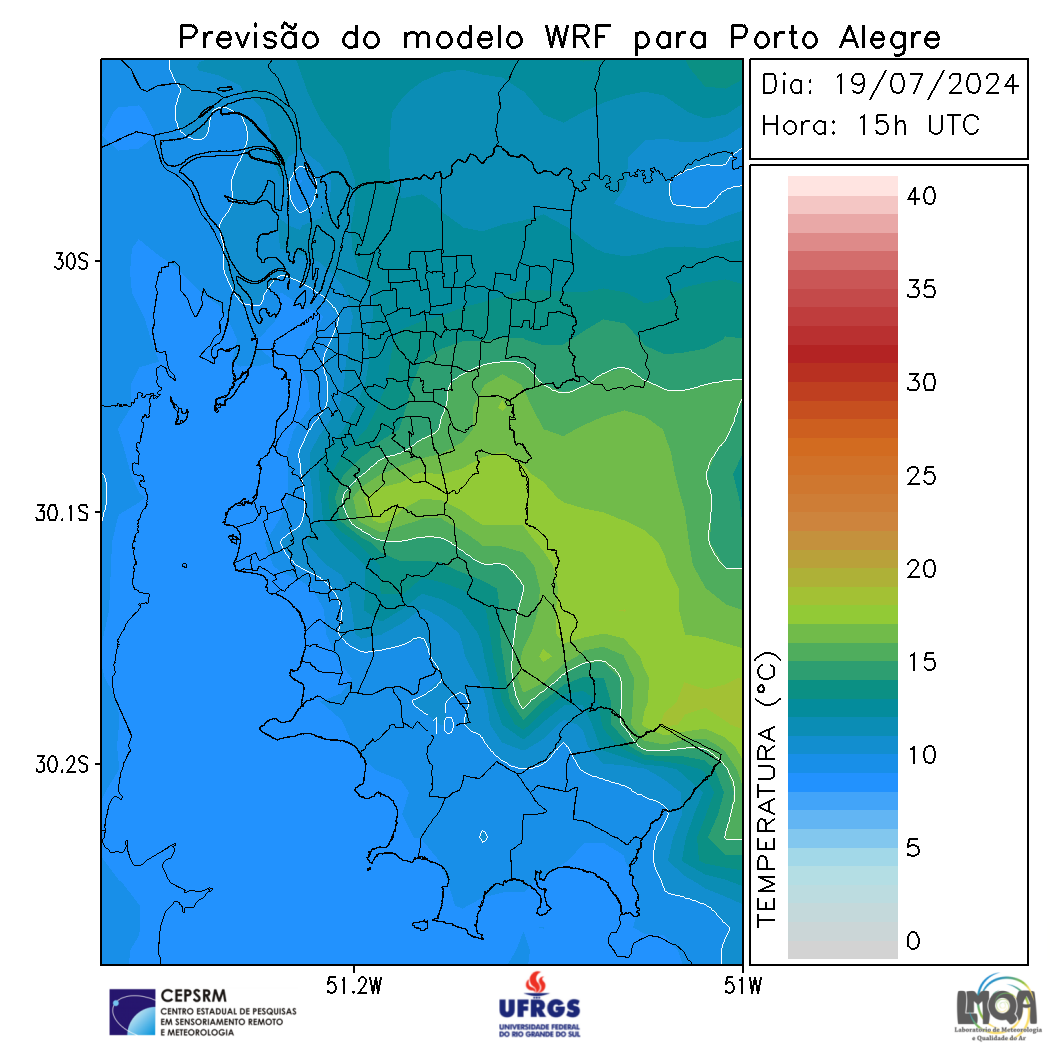 Previsão do modelo WRF para Porto Alegre
Dia: 19/07/2024
Hora: 15h UTC
40
35
30
25
20
15
10
5
0
TEMPERATURA (°C)
30S
30.1S
30.2S
10
51.2W
51W
CEPSRM
CENTRO ESTADUAL DE PESQUISAS
EM SENSORIAMENTO REMOTO
E METEOROLOGIA
UFRGS
UNIVERSIDADE FEDERAL
DO RIO GRANDE DO SUL
LMQA
Laboratório de Meteorologia
e Qualidade do Ar